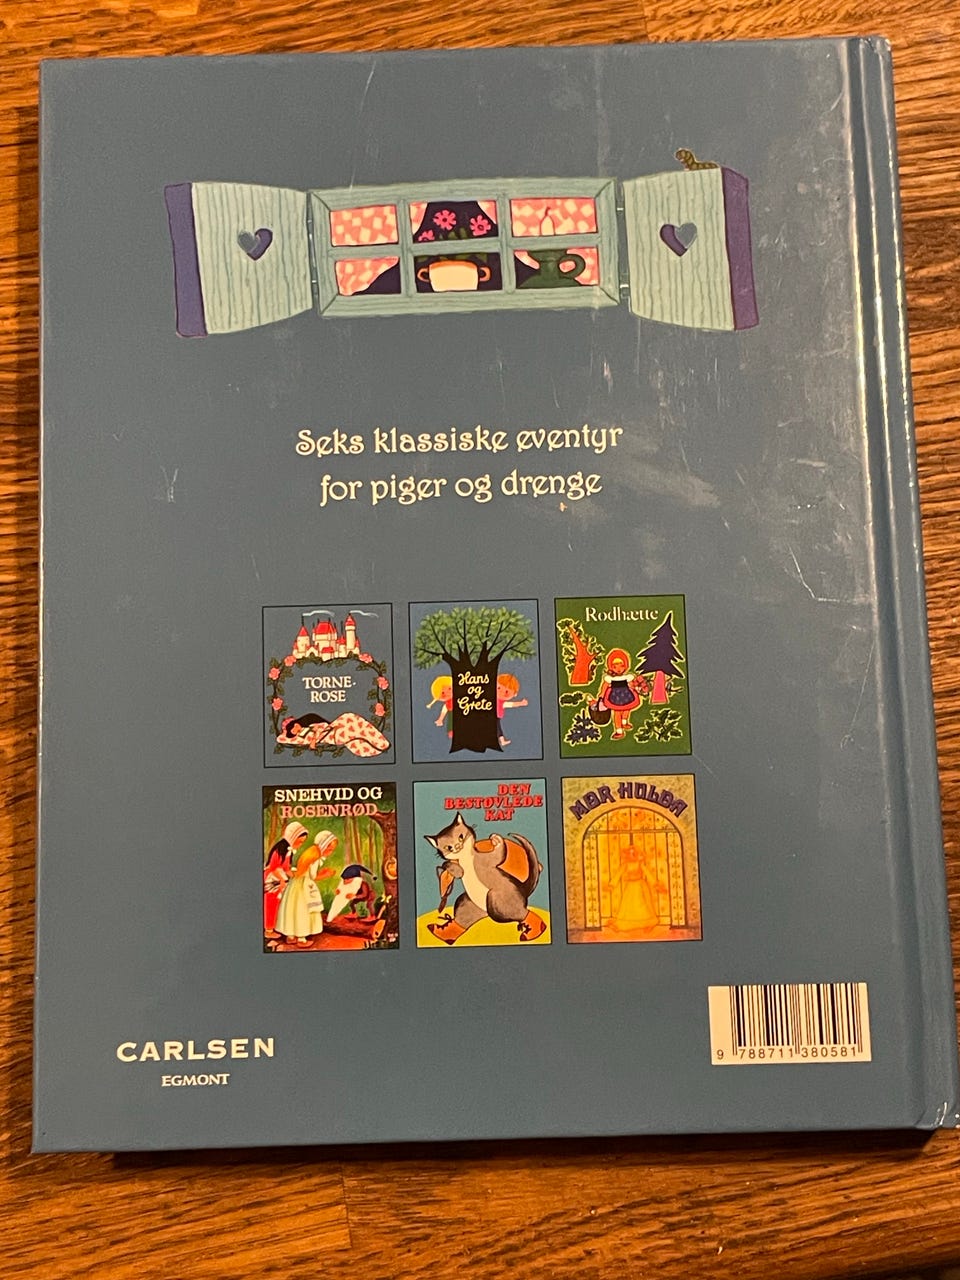 Seks klassiske eventyr
for piger og drenge
TORNE-
ROSE
Hans
og
Grete
Rødhætte
SNEHVID OG
ROSENRØD
DEN
BESTØVLEDE
KAT
MOR HULDA
CARLSEN
EGMONT
9 788711 380581